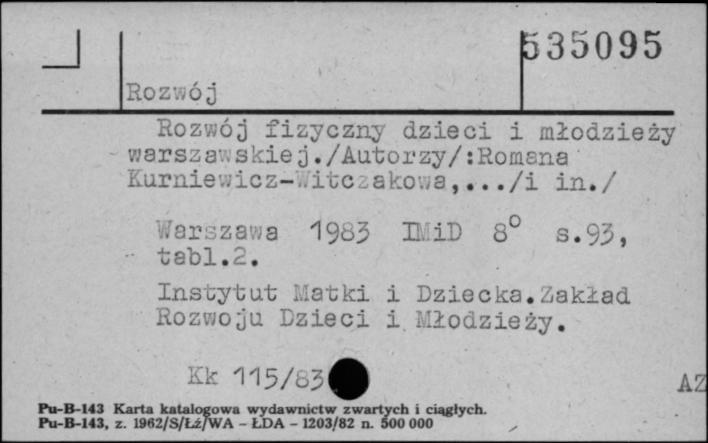 535095
Rozwój
Rozwój fizyczny dzieci i młodzieży
warszawskiej./Autorzy/:Romana
Kurniewicz-Witczakowa,.../i in./
Warszawa 1983 IMiD 8° s.93,
tabl.2.
Instytut Matki i Dziecka.Zakład
Rozwoju Dzieci i Młodzieży.
Kk 115/83
AZ
Pu-B-143 Karta katalogowa wydawnictw zwartych i ciągłych.
Pu-B-143, z. 1962/S/Łź/WA – ŁDA – 1203/82 n. 500 000